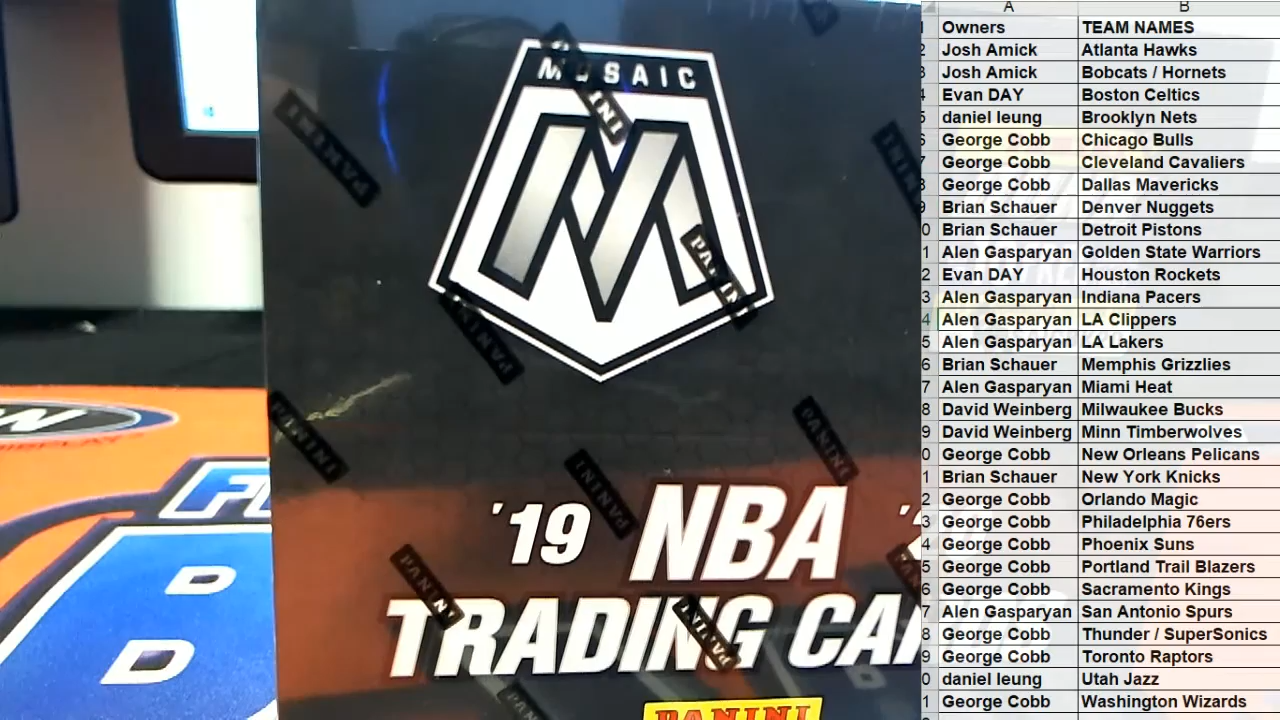 MOSAIC
PANINI
PANINI
PANINI
PANINI
PANINI
PANINI
PANINI
PANINI
PANINI
'19 NBA
TRADING CA
PANINI
A B
Owners TEAM NAMES
Josh Amick Atlanta Hawks
Josh Amick Bobcats / Hornets
Evan DAY Boston Celtics
daniel leung Brooklyn Nets
George Cobb Chicago Bulls
George Cobb Cleveland Cavaliers
George Cobb Dallas Mavericks
Brian Schauer Denver Nuggets
Brian Schauer Detroit Pistons
Alen Gasparyan Golden State Warriors
Evan DAY Houston Rockets
Alen Gasparyan Indiana Pacers
Alen Gasparyan LA Clippers
Alen Gasparyan LA Lakers
Brian Schauer Memphis Grizzlies
Alen Gasparyan Miami Heat
David Weinberg Milwaukee Bucks
David Weinberg Minn Timberwolves
George Cobb New Orleans Pelicans
Brian Schauer New York Knicks
George Cobb Orlando Magic
George Cobb Philadelphia 76ers
George Cobb Phoenix Suns
George Cobb Portland Trail Blazers
George Cobb Sacramento Kings
Alen Gasparyan San Antonio Spurs
George Cobb Thunder / SuperSonics
George Cobb Toronto Raptors
daniel leung Utah Jazz
George Cobb Washington Wizards